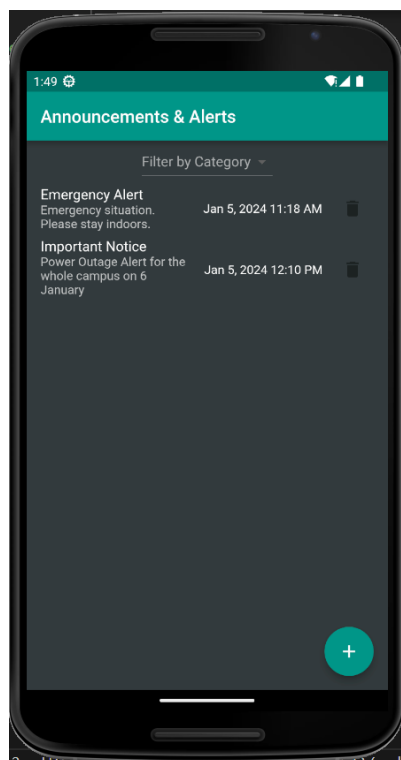 1:49
Announcements & Alerts
Filter by Category
Emergency Alert
Emergency situation.
Please stay indoors.
Jan 5, 2024 11:18 AM
Important Notice
Power Outage Alert for the
whole campus on 6
January
Jan 5, 2024 12:10 PM
+